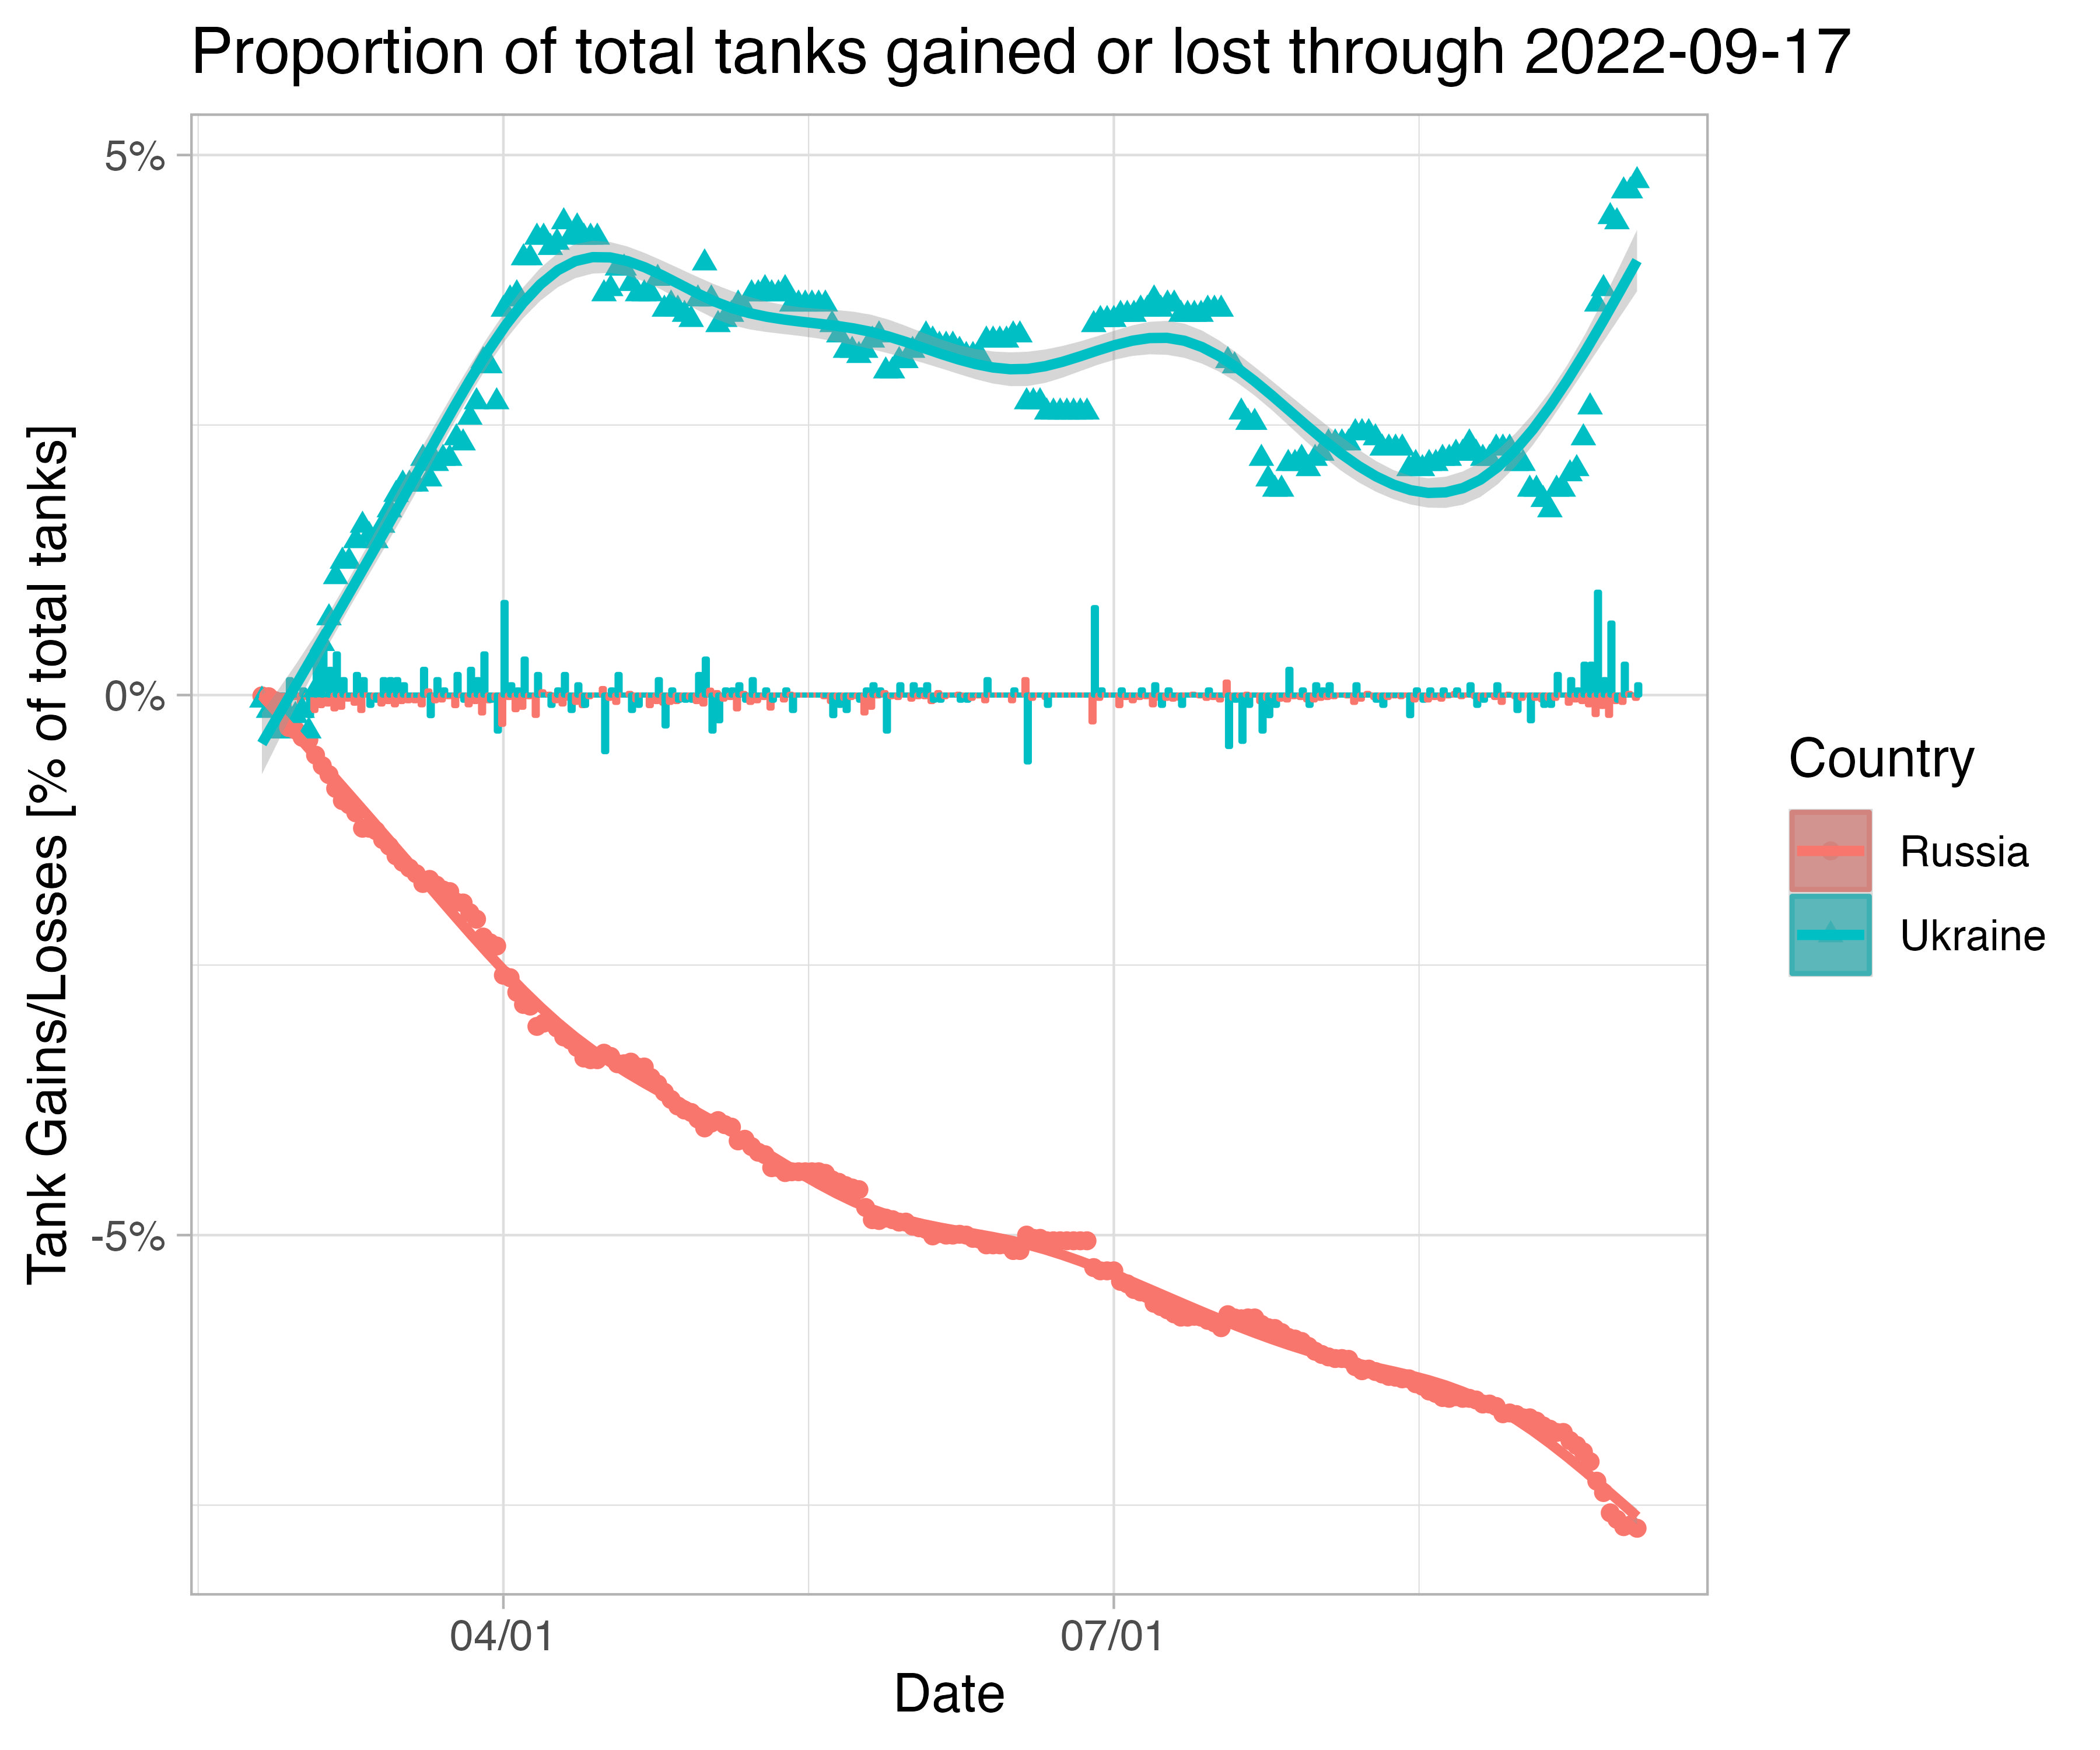 Proportion of total tanks gained or lost through 2022-09-17
Tank Gains/Losses [% of total tanks]
5%
0%
-5%
04/01
07/01
Date
Country
Russia
Ukraine